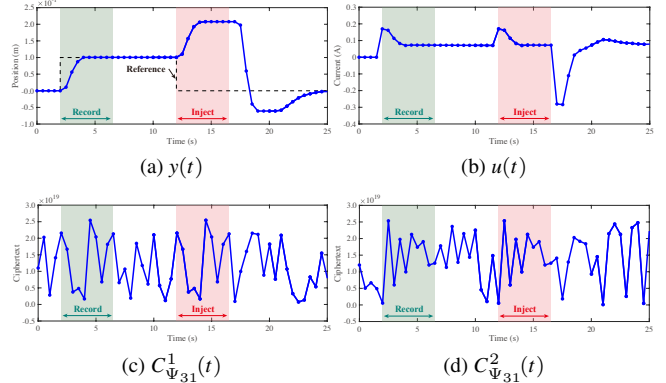 2.5 2.0 1.5 1.0 0.5 0.0 -0.5 -1.0
Position (m)
Reference
Record Inject
0 5 10 15 20 25
Time (s)
(a) y(t)
0.4 0.3 0.2 0.1 0.0 -0.1 -0.2 -0.3 -0.4
Current (A)
Record Inject
0 5 10 15 20 25
Time (s)
(b) u(t)
×10¹⁹
3.0 2.5 2.0 1.5 1.0 0.5 0.0
Ciphertext
Record Inject
0 5 10 15 20 25
Time (s)
(c) C¹_Ψ₃₁(t)
×10¹⁹
3.0 2.5 2.0 1.5 1.0 0.5 0.0
Ciphertext
Record Inject
0 5 10 15 20 25
Time (s)
(d) C²_Ψ₃₁(t)